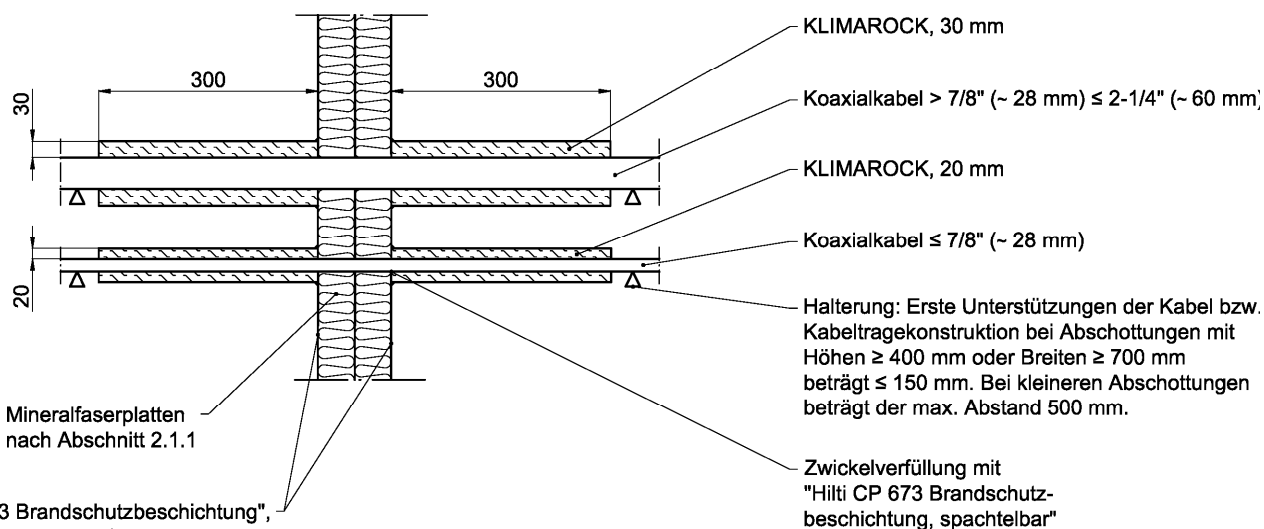 KLIMAROCK, 30 mm
300
300
30
Koaxialkabel > 7/8" (~ 28 mm) ≤ 2-1/4" (~ 60 mm)
KLIMAROCK, 20 mm
Koaxialkabel ≤ 7/8" (~ 28 mm)
20
Halterung: Erste Unterstützungen der Kabel bzw.
Kabeltragekonstruktion bei Abschottungen mit
Höhen ≥ 400 mm oder Breiten ≥ 700 mm
beträgt ≤ 150 mm. Bei kleineren Abschottungen
beträgt der max. Abstand 500 mm.
Mineralfaserplatten
nach Abschnitt 2.1.1
Zwickelverfüllung mit
"Hilti CP 673 Brandschutz-
beschichtung, spachtelbar"
3 Brandschutzbeschichtung",